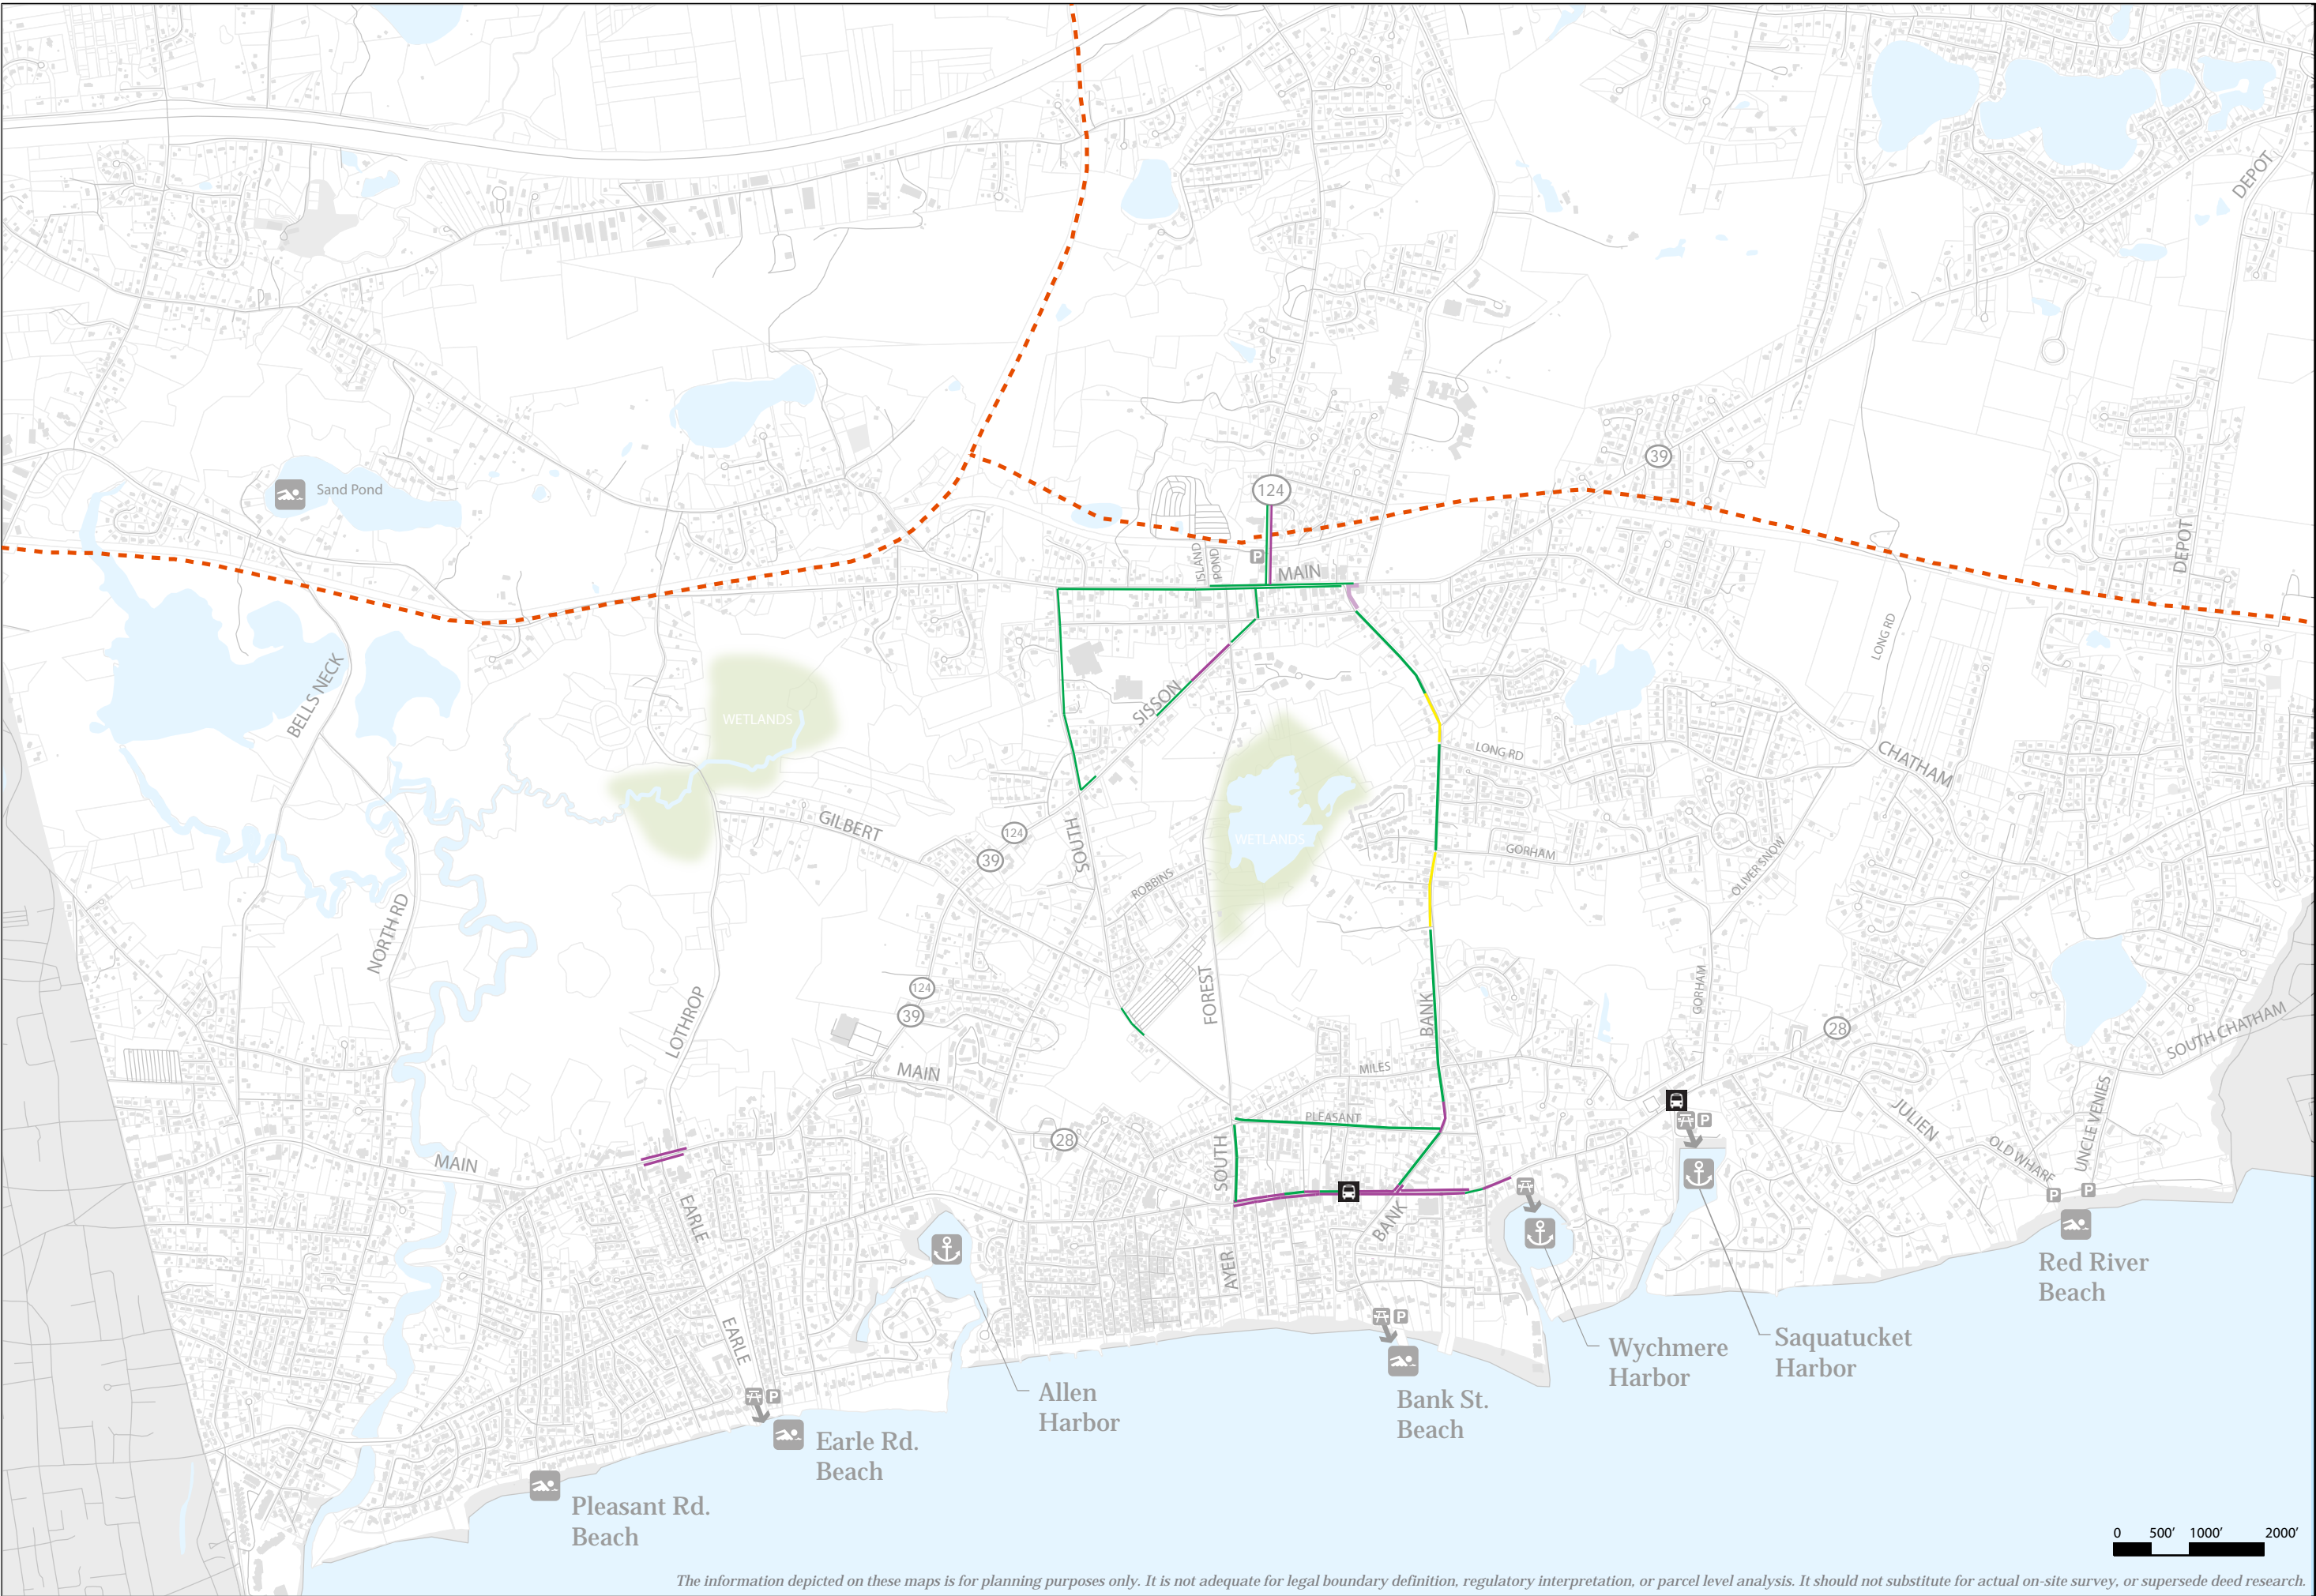 DEPOT
39
Sand Pond
124
DEPOT
ISLAND
POND
P
MAIN
LONG RD
BELLS NECK
SISSON
WETLANDS
LONG RD
CHATHAM
GILBERT
124
SOUTH
WETLANDS
39
GORHAM
OLIVER SNOW
ROBBINS
NORTH RD
124
FOREST
BANK
GORHAM
39
LOTHROP
28
SOUTH CHATHAM
MAIN
MILES
PLEASANT
P
JULIEN
UNCLE VENIES
28
OLD WHARF
MAIN
SOUTH
P
P
EARLE
BANK
AYER
Red River
Beach
P
EARLE
Wychmere
Harbor
Saquatucket
Harbor
Allen
Harbor
Bank St.
Beach
P
Earle Rd.
Beach
Pleasant Rd.
Beach
0 500’ 1000’ 2000’
The information depicted on these maps is for planning purposes only. It is not adequate for legal boundary definition, regulatory interpretation, or parcel level analysis. It should not substitute for actual on-site survey, or supersede deed research.